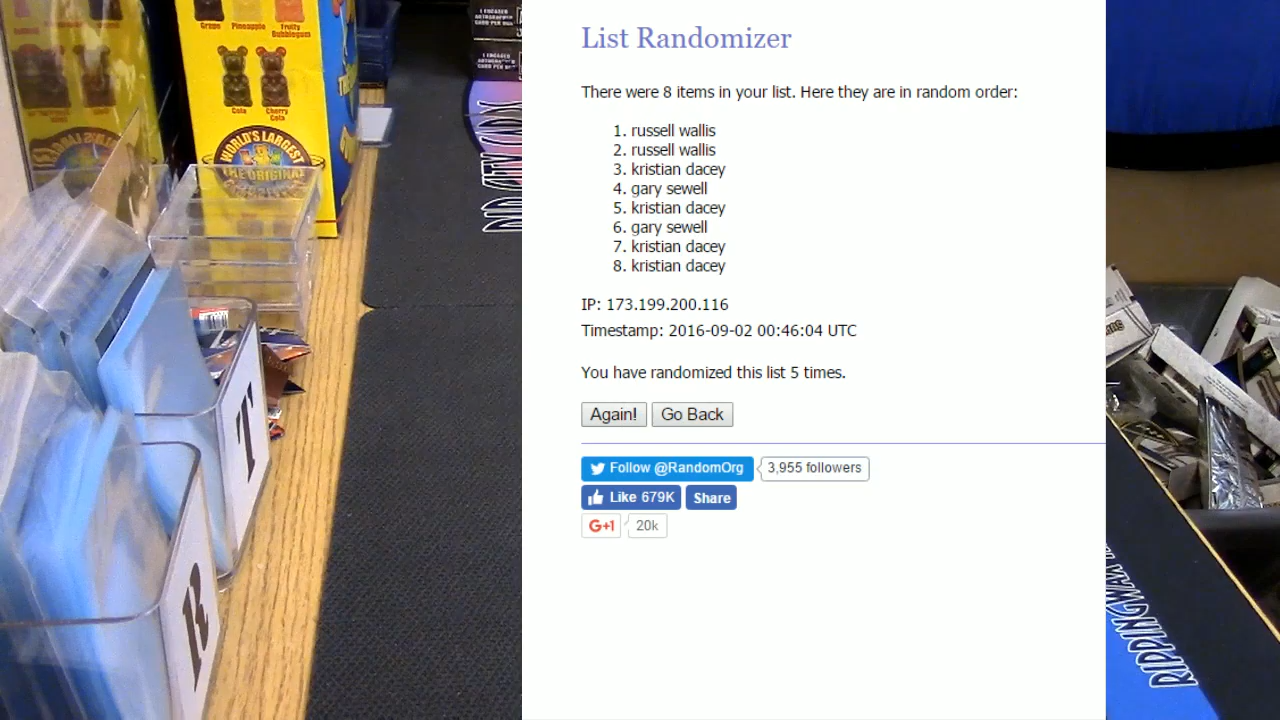 Grape Pineapple Fruity
Bubblegum
Cola Cherry
Cola
WORLD'S LARGEST
THE ORIGINAL
T
R
List Randomizer
There were 8 items in your list. Here they are in random order:
1. russell wallis
2. russell wallis
3. kristian dacey
4. gary sewell
5. kristian dacey
6. gary sewell
7. kristian dacey
8. kristian dacey
IP: 173.199.200.116
Timestamp: 2016-09-02 00:46:04 UTC
You have randomized this list 5 times.
Again! Go Back
Follow @RandomOrg 3,955 followers
Like 679K Share
G+1 20k
RIPPINGWAX